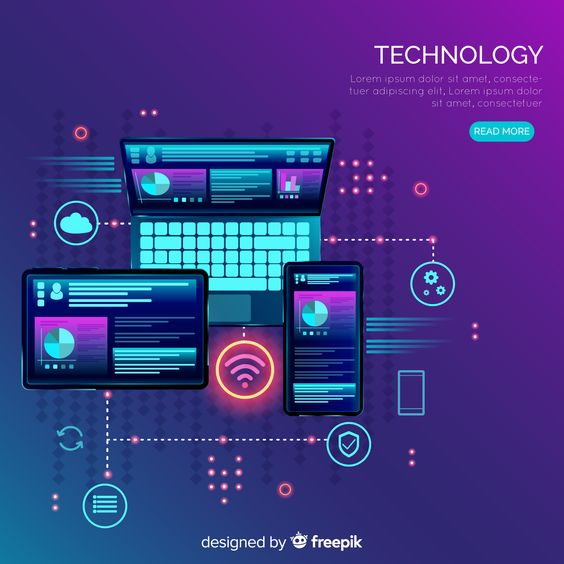 TECHNOLOGY
Lorem ipsum dolor sit amet, consecte-
tuer adipiscing elit, Lorem ipsum dolor
sit amet, consectetuer
READ MORE
designed by freepik